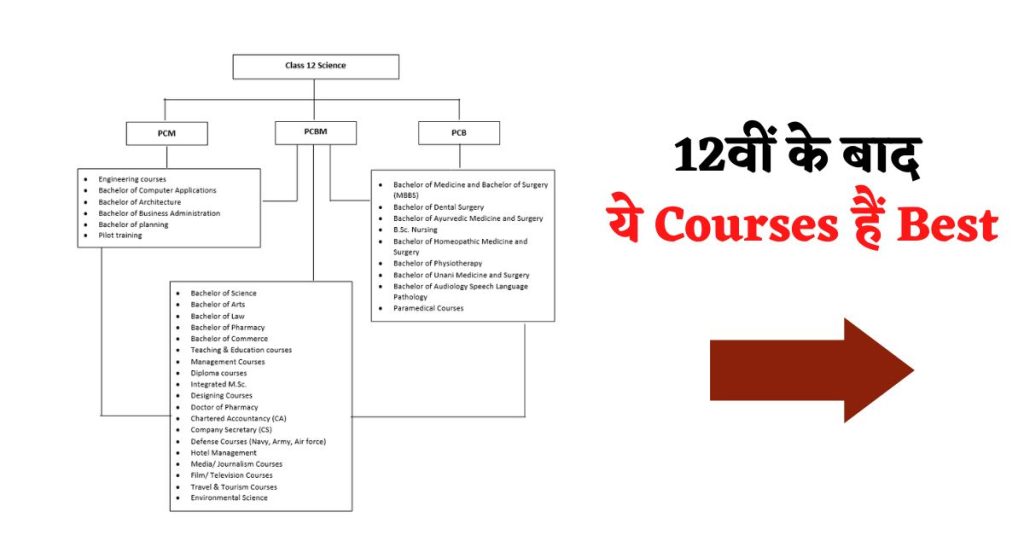 Class 12 Science
PCM
PCBM
PCB
• Engineering courses
• Bachelor of Computer Applications
• Bachelor of Architecture
• Bachelor of Business Administration
• Bachelor of planning
• Pilot training
• Bachelor of Medicine and Bachelor of Surgery
(MBBS)
• Bachelor of Dental Surgery
• Bachelor of Ayurvedic Medicine and Surgery
• B.Sc. Nursing
• Bachelor of Homeopathic Medicine and
Surgery
• Bachelor of Physiotherapy
• Bachelor of Unani Medicine and Surgery
• Bachelor of Audiology Speech Language
Pathology
• Paramedical Courses
• Bachelor of Science
• Bachelor of Arts
• Bachelor of Law
• Bachelor of Pharmacy
• Bachelor of Commerce
• Teaching & Education courses
• Management Courses
• Diploma courses
• Integrated M.Sc.
• Designing Courses
• Doctor of Pharmacy
• Chartered Accountancy (CA)
• Company Secretary (CS)
• Defense Courses (Navy, Army, Air force)
• Hotel Management
• Media/ Journalism Courses
• Film/ Television Courses
• Travel & Tourism Courses
• Environmental Science
12वीं के बाद
ये Courses हैं Best